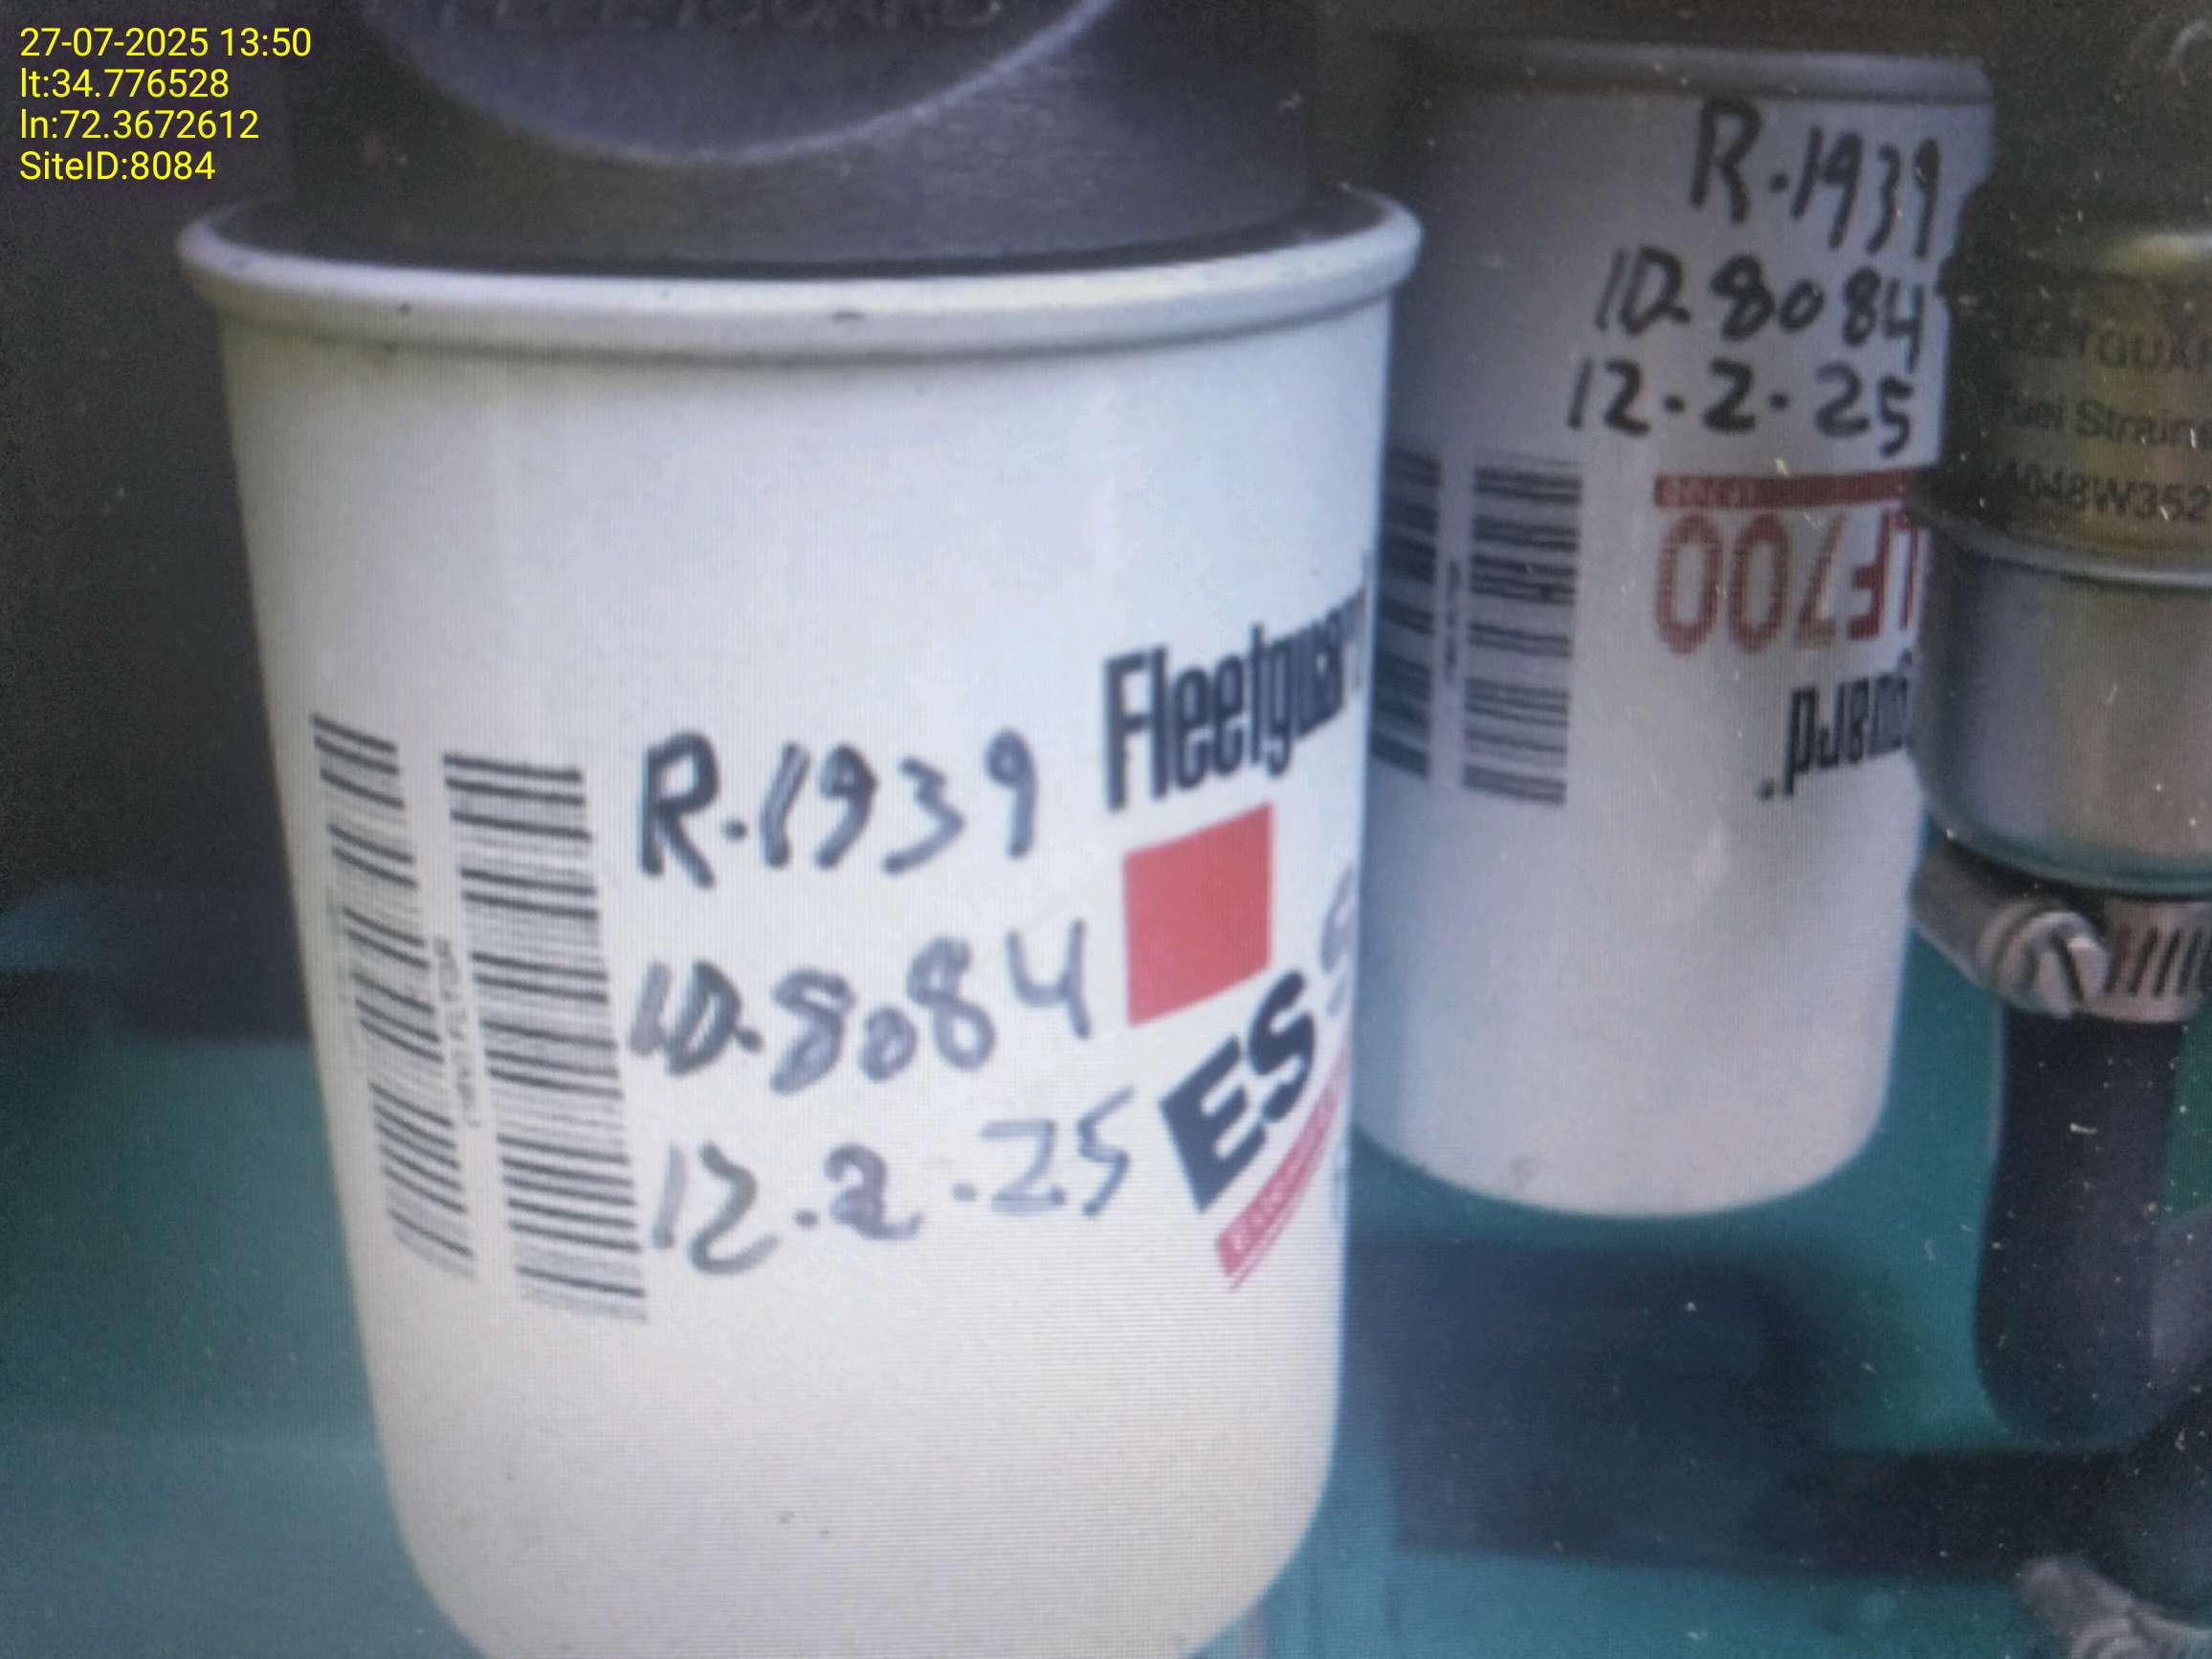 27-07-2025 13:50
lt:34.776528
ln:72.3672612
SiteID:8084
R.1939
ID.8084
12.2.25
Fleetguard
ES
R.1939
ID.8084
12.2.25
LF700
Fuel Strainer